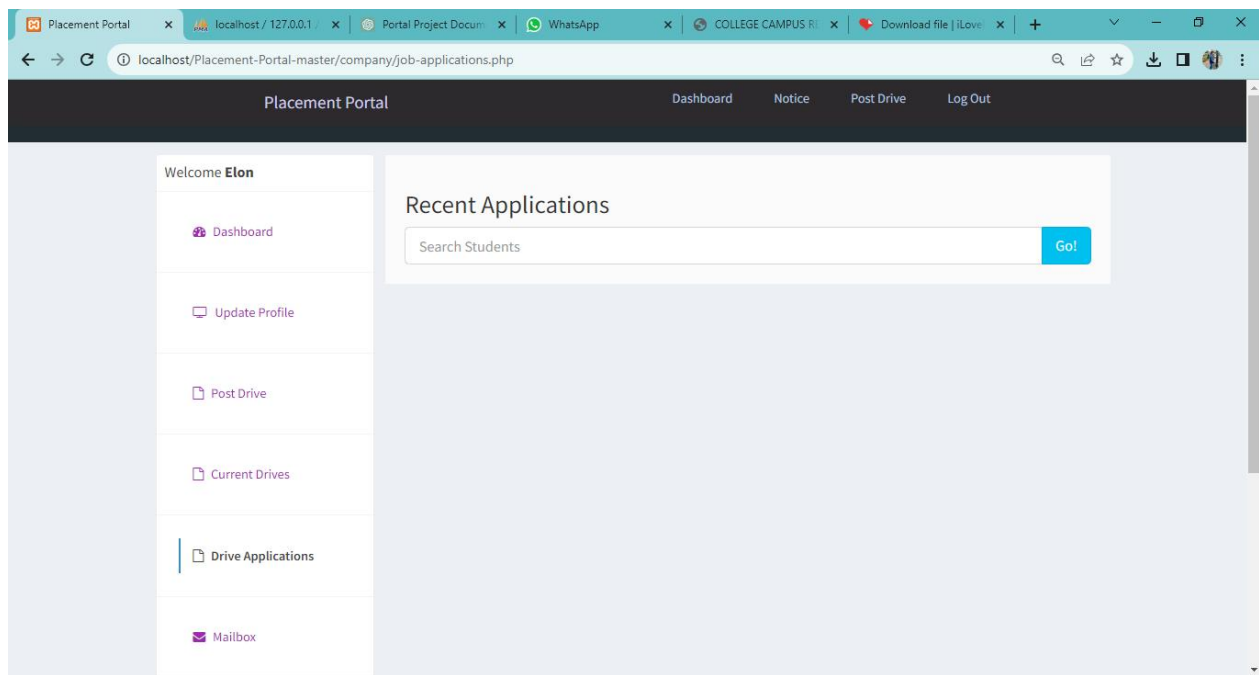 Placement Portal
localhost / 127.0.0.1 /
Portal Project Docum
WhatsApp
COLLEGE CAMPUS RE
Download file | iLove
localhost/Placement-Portal-master/company/job-applications.php
Placement Portal
Dashboard
Notice
Post Drive
Log Out
Welcome Elon
Dashboard
Update Profile
Post Drive
Current Drives
Drive Applications
Mailbox
Recent Applications
Search Students
Go!